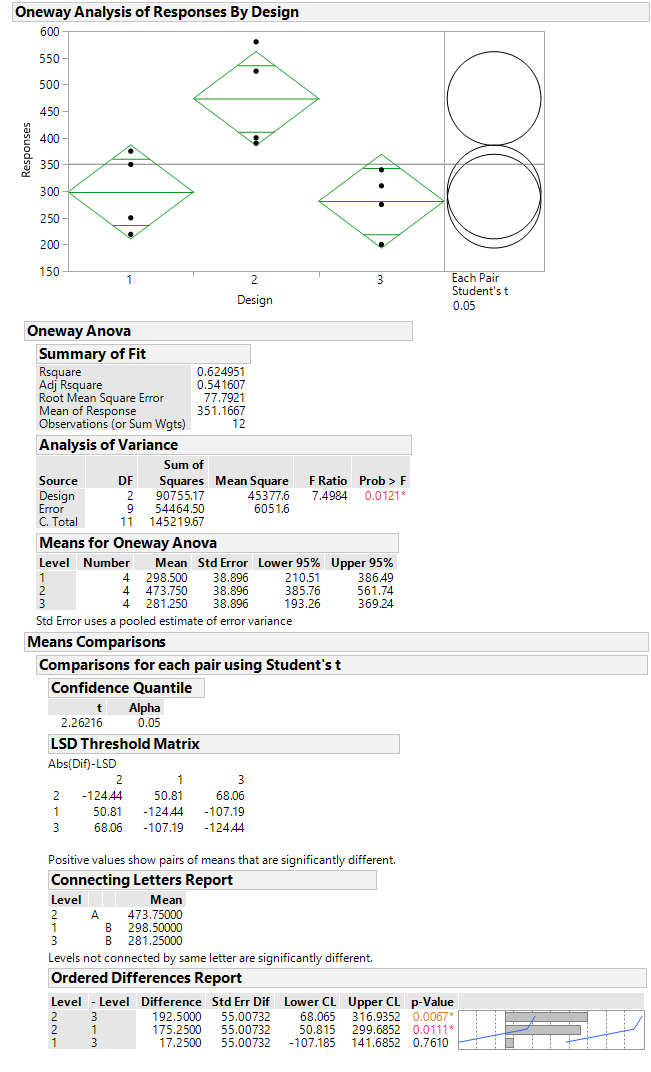 Oneway Analysis of Responses By Design
600
550
500
450
400
350
300
250
200
150
Responses
1 2 3
Design
Each Pair
Student's t
0.05
Oneway Anova
Summary of Fit
Rsquare 0.624951
Adj Rsquare 0.541607
Root Mean Square Error 77.7921
Mean of Response 351.1667
Observations (or Sum Wgts) 12
Analysis of Variance
Sum of
Source DF Squares Mean Square F Ratio Prob > F
Design 2 90755.17 45377.6 7.4984 0.0121*
Error 9 54464.50 6051.6
C. Total 11 145219.67
Means for Oneway Anova
Level Number Mean Std Error Lower 95% Upper 95%
1 4 298.500 38.896 210.51 386.49
2 4 473.750 38.896 385.76 561.74
3 4 281.250 38.896 193.26 369.24
Std Error uses a pooled estimate of error variance
Means Comparisons
Comparisons for each pair using Student's t
Confidence Quantile
t Alpha
2.26216 0.05
LSD Threshold Matrix
Abs(Dif)-LSD
2 1 3
2 -124.44 50.81 68.06
1 50.81 -124.44 -107.19
3 68.06 -107.19 -124.44
Positive values show pairs of means that are significantly different.
Connecting Letters Report
Level Mean
2 A 473.75000
1 B 298.50000
3 B 281.25000
Levels not connected by same letter are significantly different.
Ordered Differences Report
Level - Level Difference Std Err Dif Lower CL Upper CL p-Value
2 3 192.5000 55.00732 68.065 316.9352 0.0067*
2 1 175.2500 55.00732 50.815 299.6852 0.0111*
1 3 17.2500 55.00732 -107.185 141.6852 0.7610